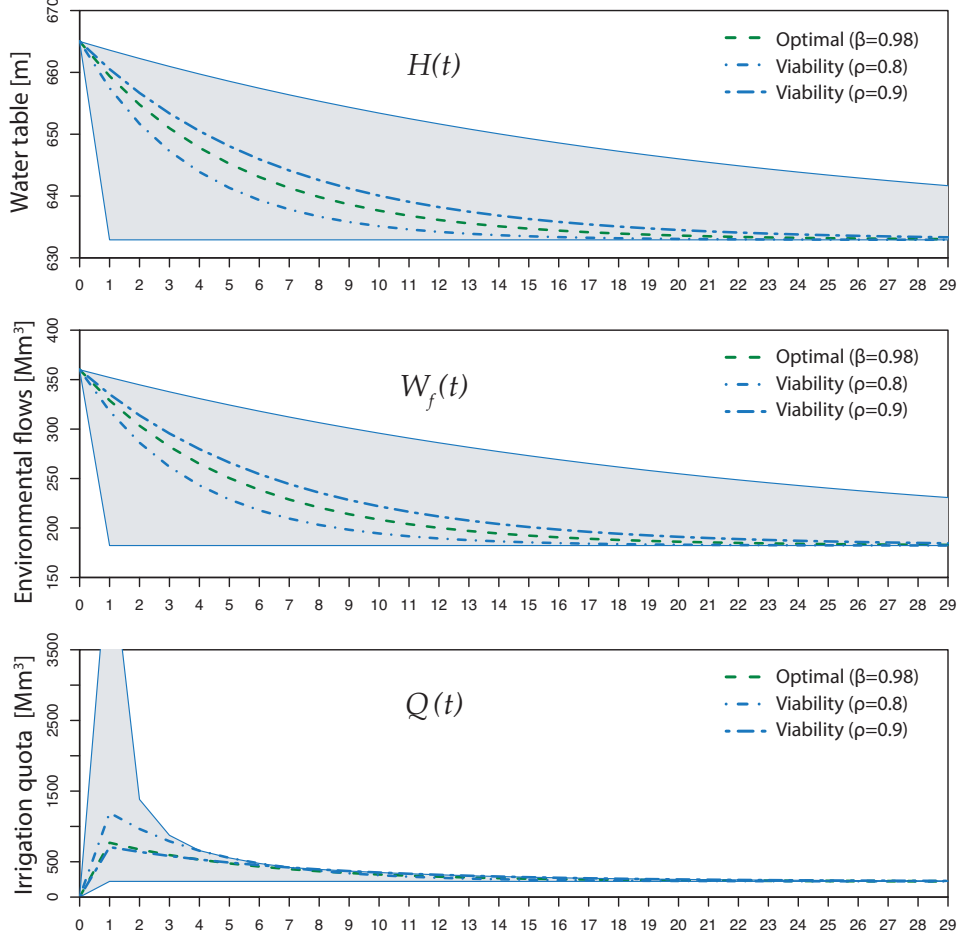 Water table [m]
630 640 650 660 670
H(t)
Optimal (β=0.98)
Viability (ρ=0.8)
Viability (ρ=0.9)
0 1 2 3 4 5 6 7 8 9 10 11 12 13 14 15 16 17 18 19 20 21 22 23 24 25 26 27 28 29
Environmental flows [Mm³]
150 200 250 300 350 400
W_f(t)
Optimal (β=0.98)
Viability (ρ=0.8)
Viability (ρ=0.9)
0 1 2 3 4 5 6 7 8 9 10 11 12 13 14 15 16 17 18 19 20 21 22 23 24 25 26 27 28 29
Irrigation quota [Mm³]
0 500 1500 2500 3500
Q(t)
Optimal (β=0.98)
Viability (ρ=0.8)
Viability (ρ=0.9)
0 1 2 3 4 5 6 7 8 9 10 11 12 13 14 15 16 17 18 19 20 21 22 23 24 25 26 27 28 29